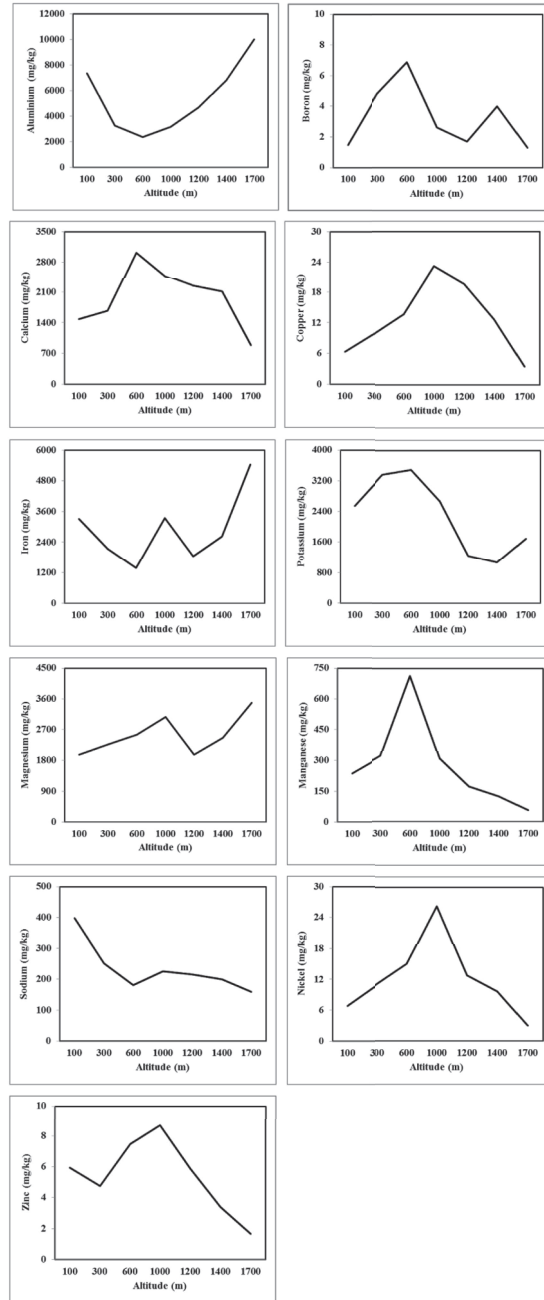 12000
10000
8000
6000
4000
2000
0
Aluminium (mg/kg)
100 300 600 1000 1200 1400 1700
Altitude (m)
10
8
6
4
2
0
Boron (mg/kg)
100 300 600 1000 1200 1400 1700
Altitude (m)
3500
2800
2100
1400
700
0
Calcium (mg/kg)
100 300 600 1000 1200 1400 1700
Altitude (m)
30
24
18
12
6
0
Copper (mg/kg)
100 300 600 1000 1200 1400 1700
Altitude (m)
6000
4800
3600
2400
1200
0
Iron (mg/kg)
100 300 600 1000 1200 1400 1700
Altitude (m)
4000
3200
2400
1600
800
0
Potassium (mg/kg)
100 300 600 1000 1200 1400 1700
Altitude (m)
4500
3600
2700
1800
900
0
Magnesium (mg/kg)
100 300 600 1000 1200 1400 1700
Altitude (m)
750
600
450
300
150
0
Manganese (mg/kg)
100 300 600 1000 1200 1400 1700
Altitude (m)
500
400
300
200
100
0
Sodium (mg/kg)
100 300 600 1000 1200 1400 1700
Altitude (m)
30
24
18
12
6
0
Nickel (mg/kg)
100 300 600 1000 1200 1400 1700
Altitude (m)
10
8
6
4
2
0
Zinc (mg/kg)
100 300 600 1000 1200 1400 1700
Altitude (m)